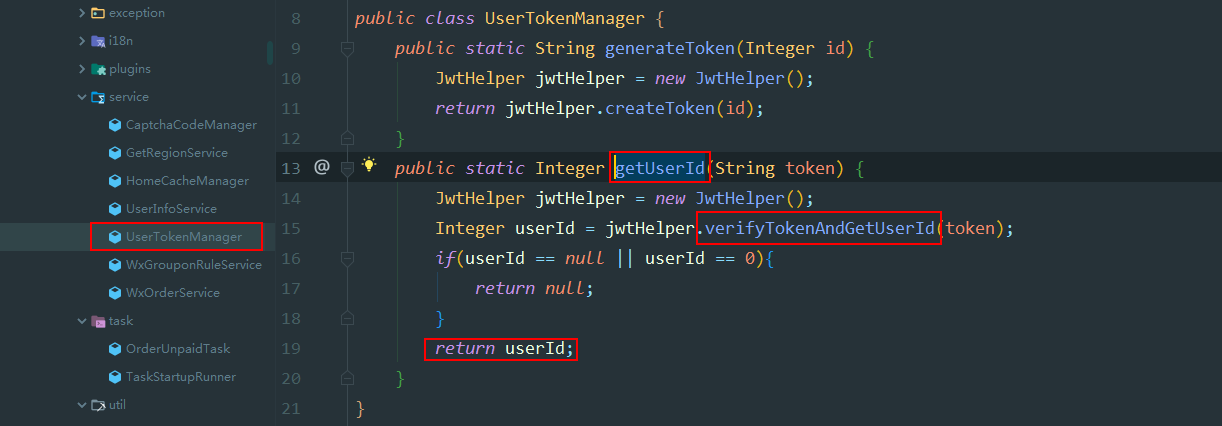 exception
i18n
plugins
service
CaptchaCodeManager
GetRegionService
HomeCacheManager
UserInfoService
UserTokenManager
WxGrouponRuleService
WxOrderService
task
OrderUnpaidTask
TaskStartupRunner
util
8 public class UserTokenManager {
9 public static String generateToken(Integer id) {
10 JwtHelper jwtHelper = new JwtHelper();
11 return jwtHelper.createToken(id);
12 }
13 @ public static Integer getUserId(String token) {
14 JwtHelper jwtHelper = new JwtHelper();
15 Integer userId = jwtHelper.verifyTokenAndGetUserId(token);
16 if(userId == null || userId == 0){
17 return null;
18 }
19 return userId;
20 }
21 }